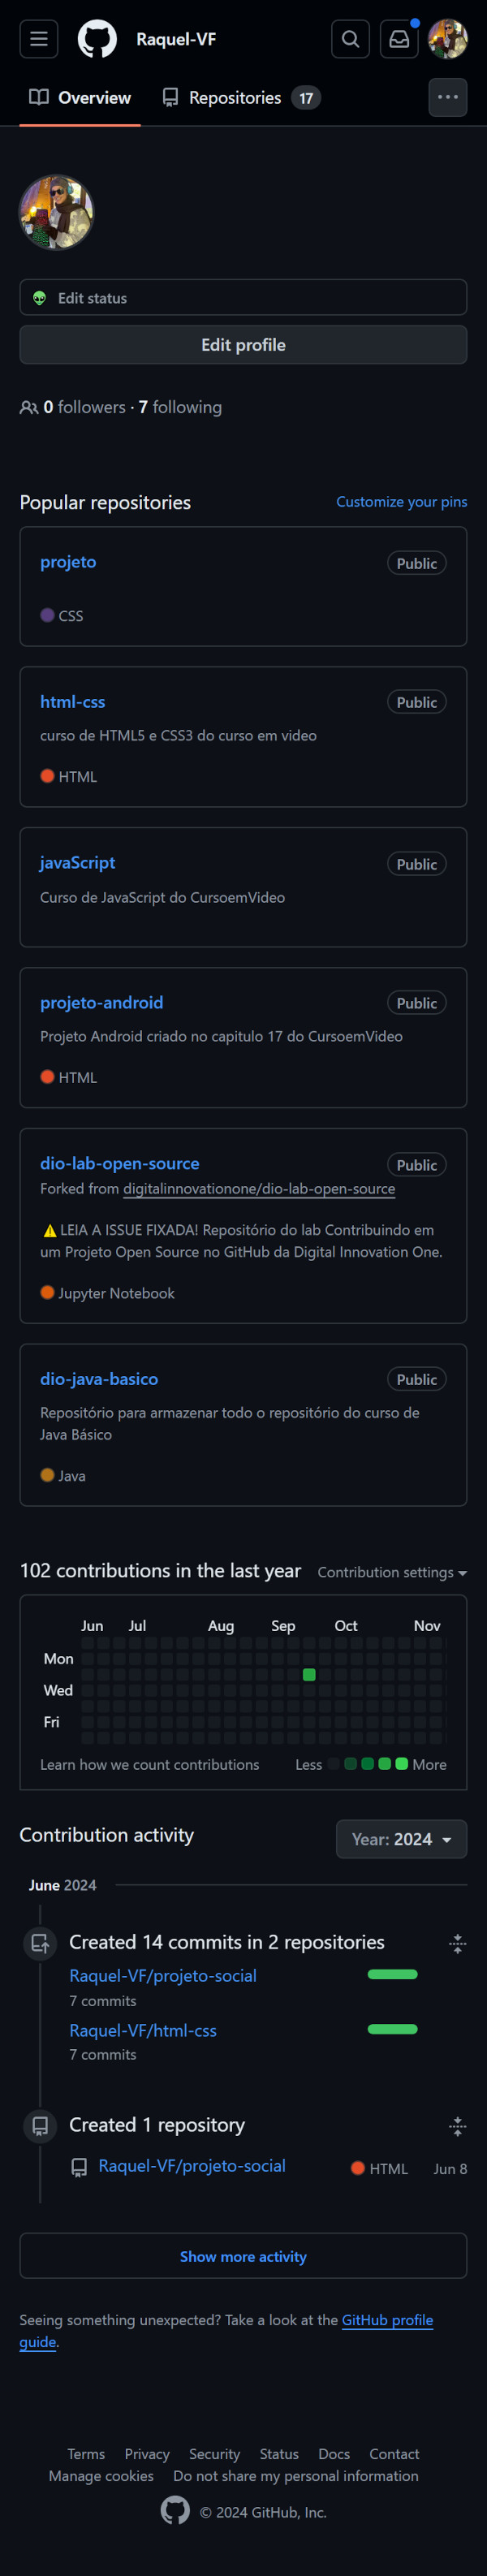 Raquel-VF
Overview Repositories 17
Edit status
Edit profile
0 followers · 7 following
Popular repositories Customize your pins
projeto Public
CSS
html-css Public
curso de HTML5 e CSS3 do curso em video
HTML
javaScript Public
Curso de JavaScript do CursoemVideo
projeto-android Public
Projeto Android criado no capitulo 17 do CursoemVideo
HTML
dio-lab-open-source Public
Forked from digitalinnovationone/dio-lab-open-source
⚠️LEIA A ISSUE FIXADA! Repositório do lab Contribuindo em
um Projeto Open Source no GitHub da Digital Innovation One.
Jupyter Notebook
dio-java-basico Public
Repositório para armazenar todo o repositório do curso de
Java Básico
Java
102 contributions in the last year Contribution settings
Jun Jul Aug Sep Oct Nov
Mon
Wed
Fri
Learn how we count contributions Less More
Contribution activity Year: 2024
June 2024
Created 14 commits in 2 repositories
Raquel-VF/projeto-social
7 commits
Raquel-VF/html-css
7 commits
Created 1 repository
Raquel-VF/projeto-social HTML Jun 8
Show more activity
Seeing something unexpected? Take a look at the GitHub profile
guide.
Terms Privacy Security Status Docs Contact
Manage cookies Do not share my personal information
© 2024 GitHub, Inc.